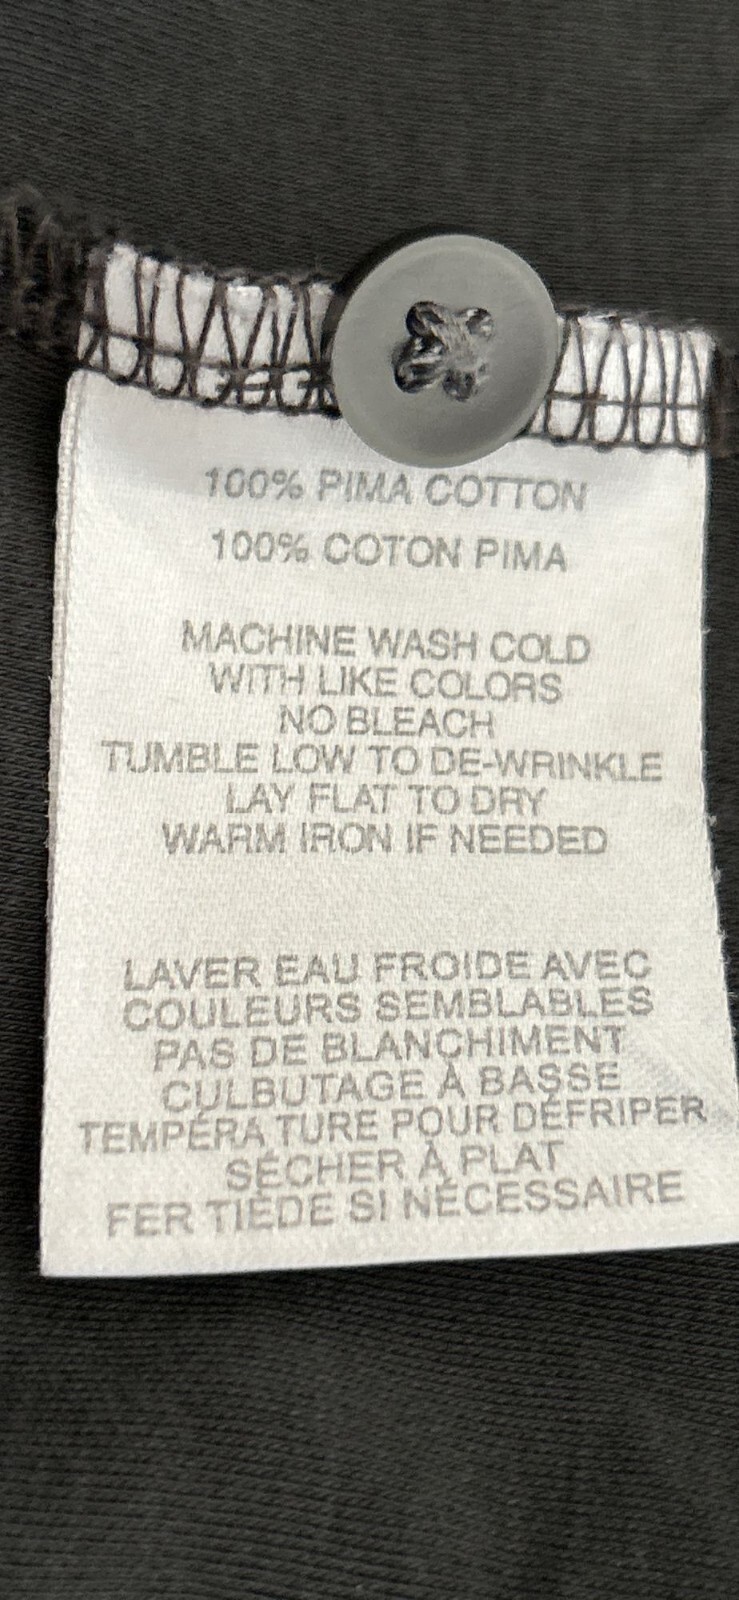 100% PIMA COTTON
100% COTON PIMA
MACHINE WASH COLD
WITH LIKE COLORS
NO BLEACH
TUMBLE LOW TO DE-WRINKLE
LAY FLAT TO DRY
WARM IRON IF NEEDED
LAVER EAU FROIDE AVEC
COULEURS SEMBLABLES
PAS DE BLANCHIMENT
CULBUTAGE À BASSE
TEMPÉRA TURE POUR DÉFRIPER
SÉCHER À PLAT
FER TIÉDE SI NÉCESSAIRE